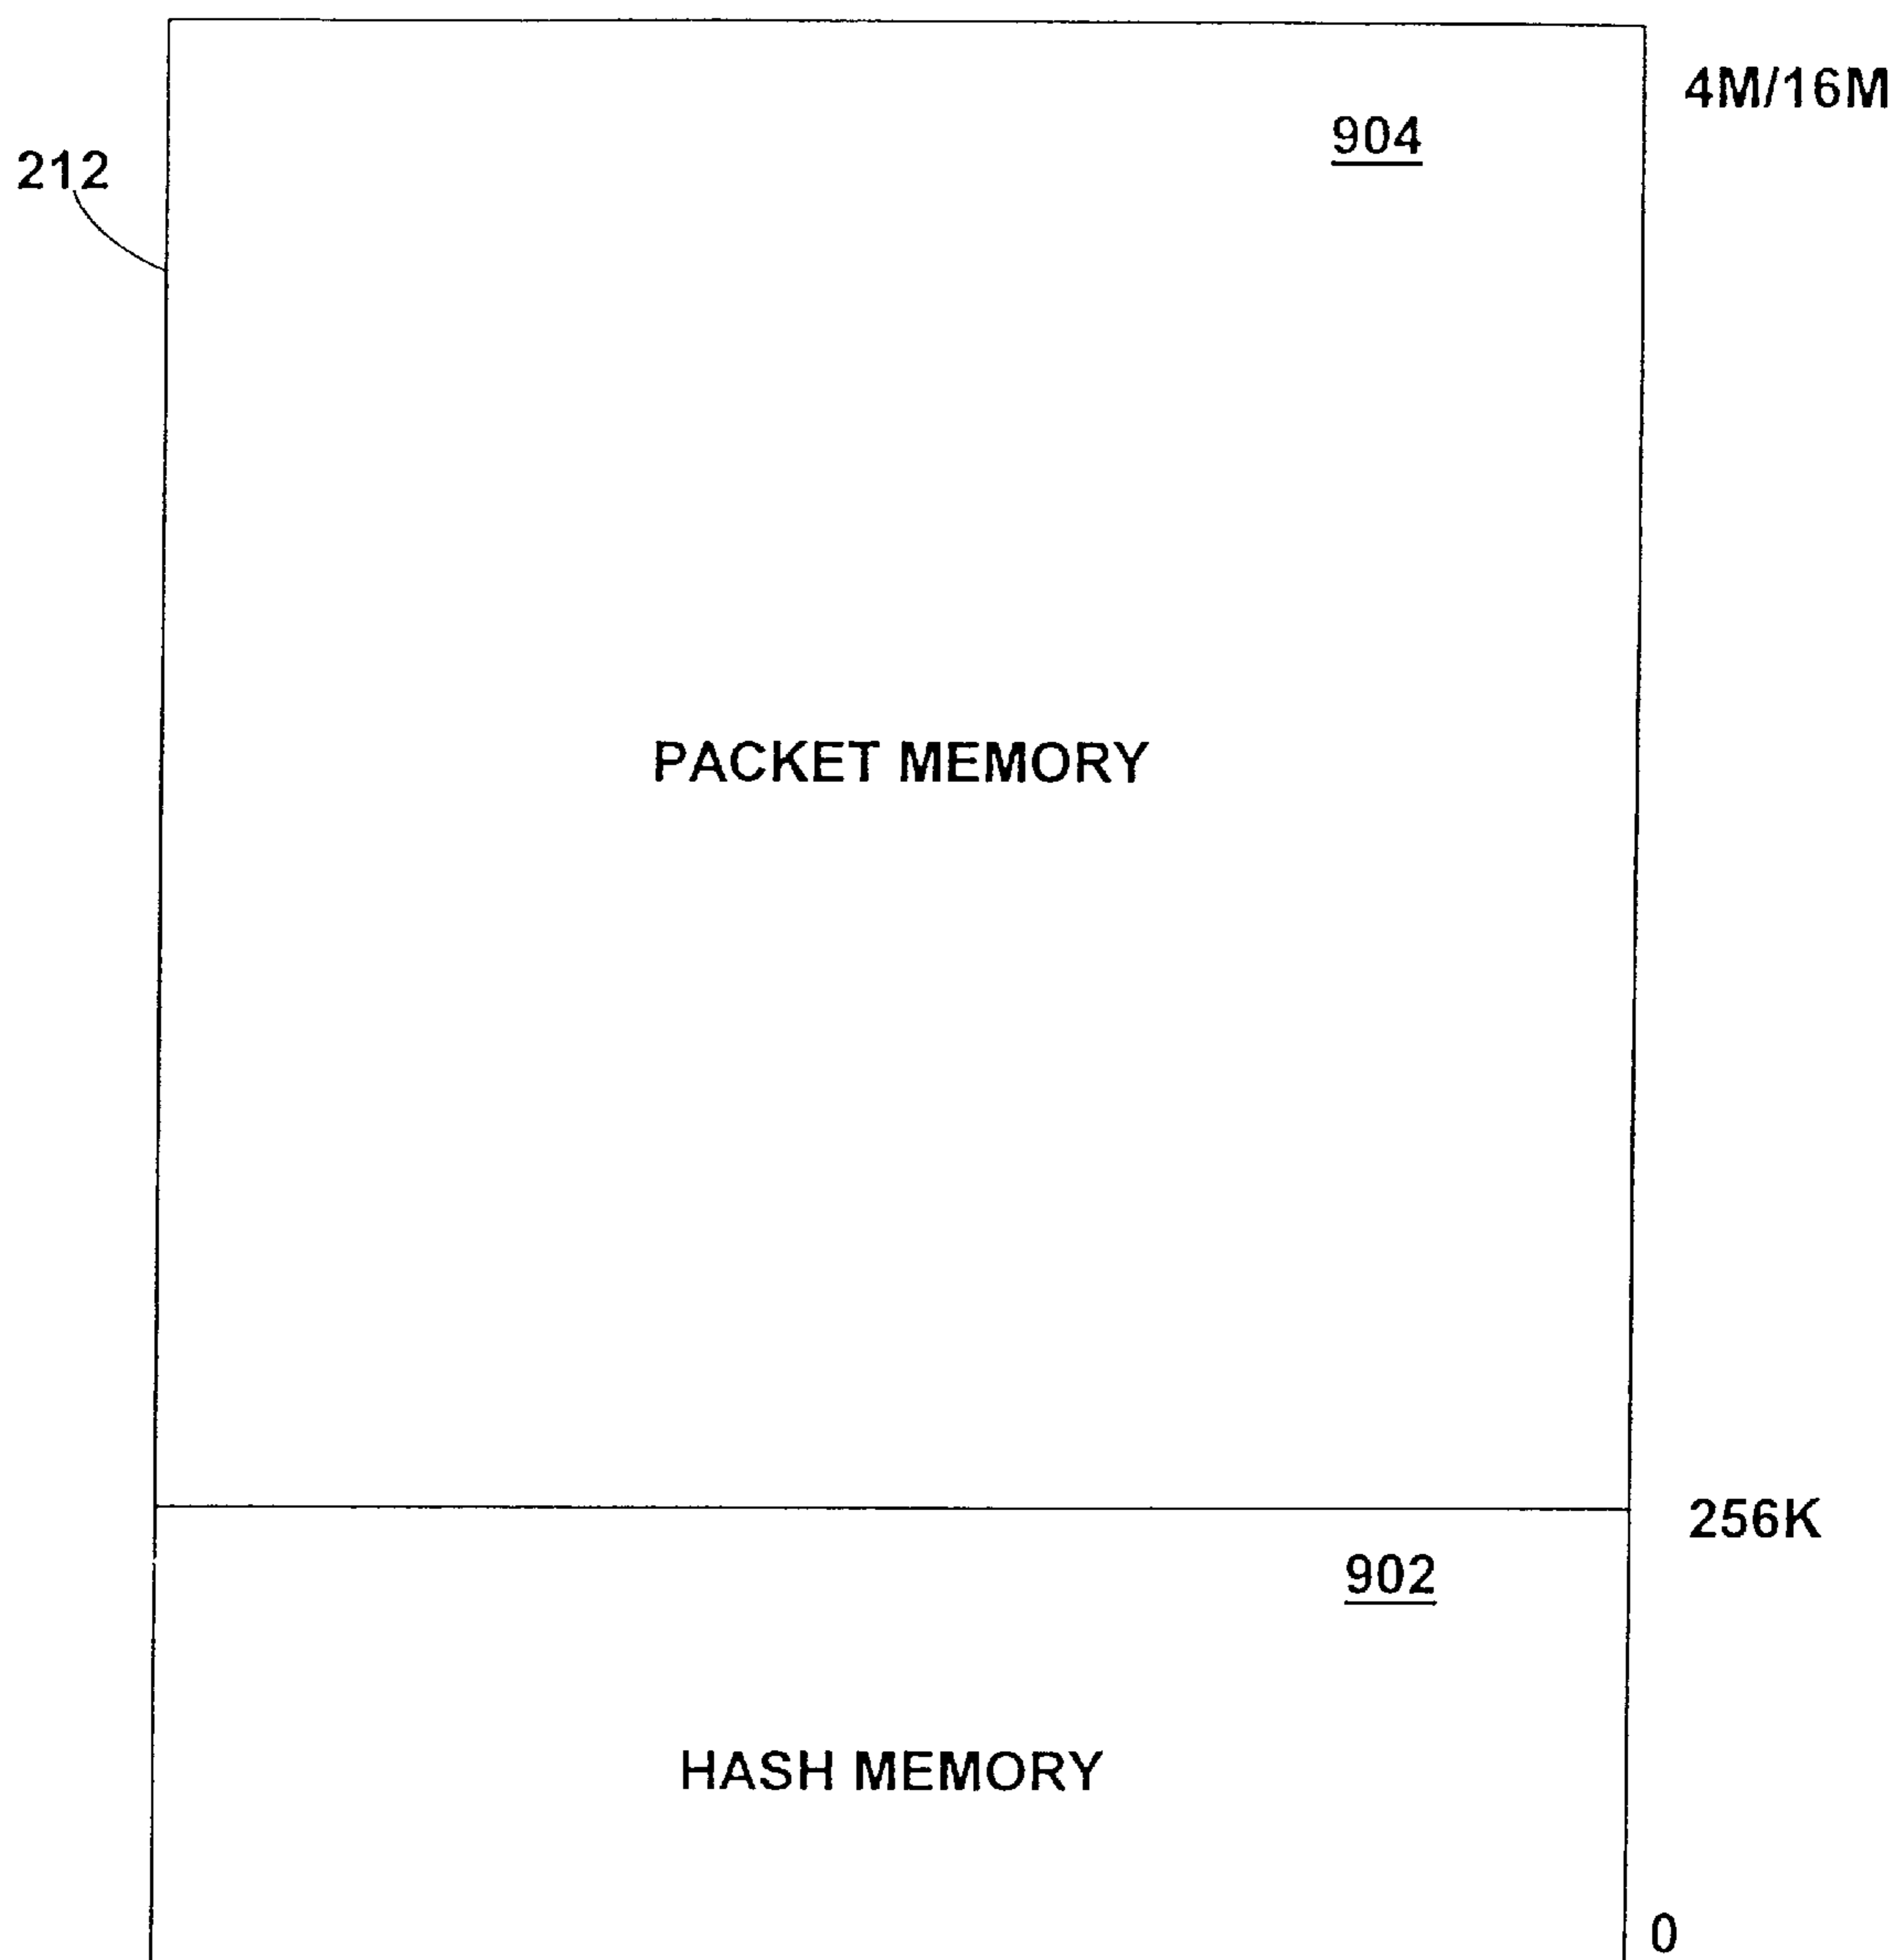 4M/16M
904
212
PACKET MEMORY
256K
902
HASH MEMORY
0